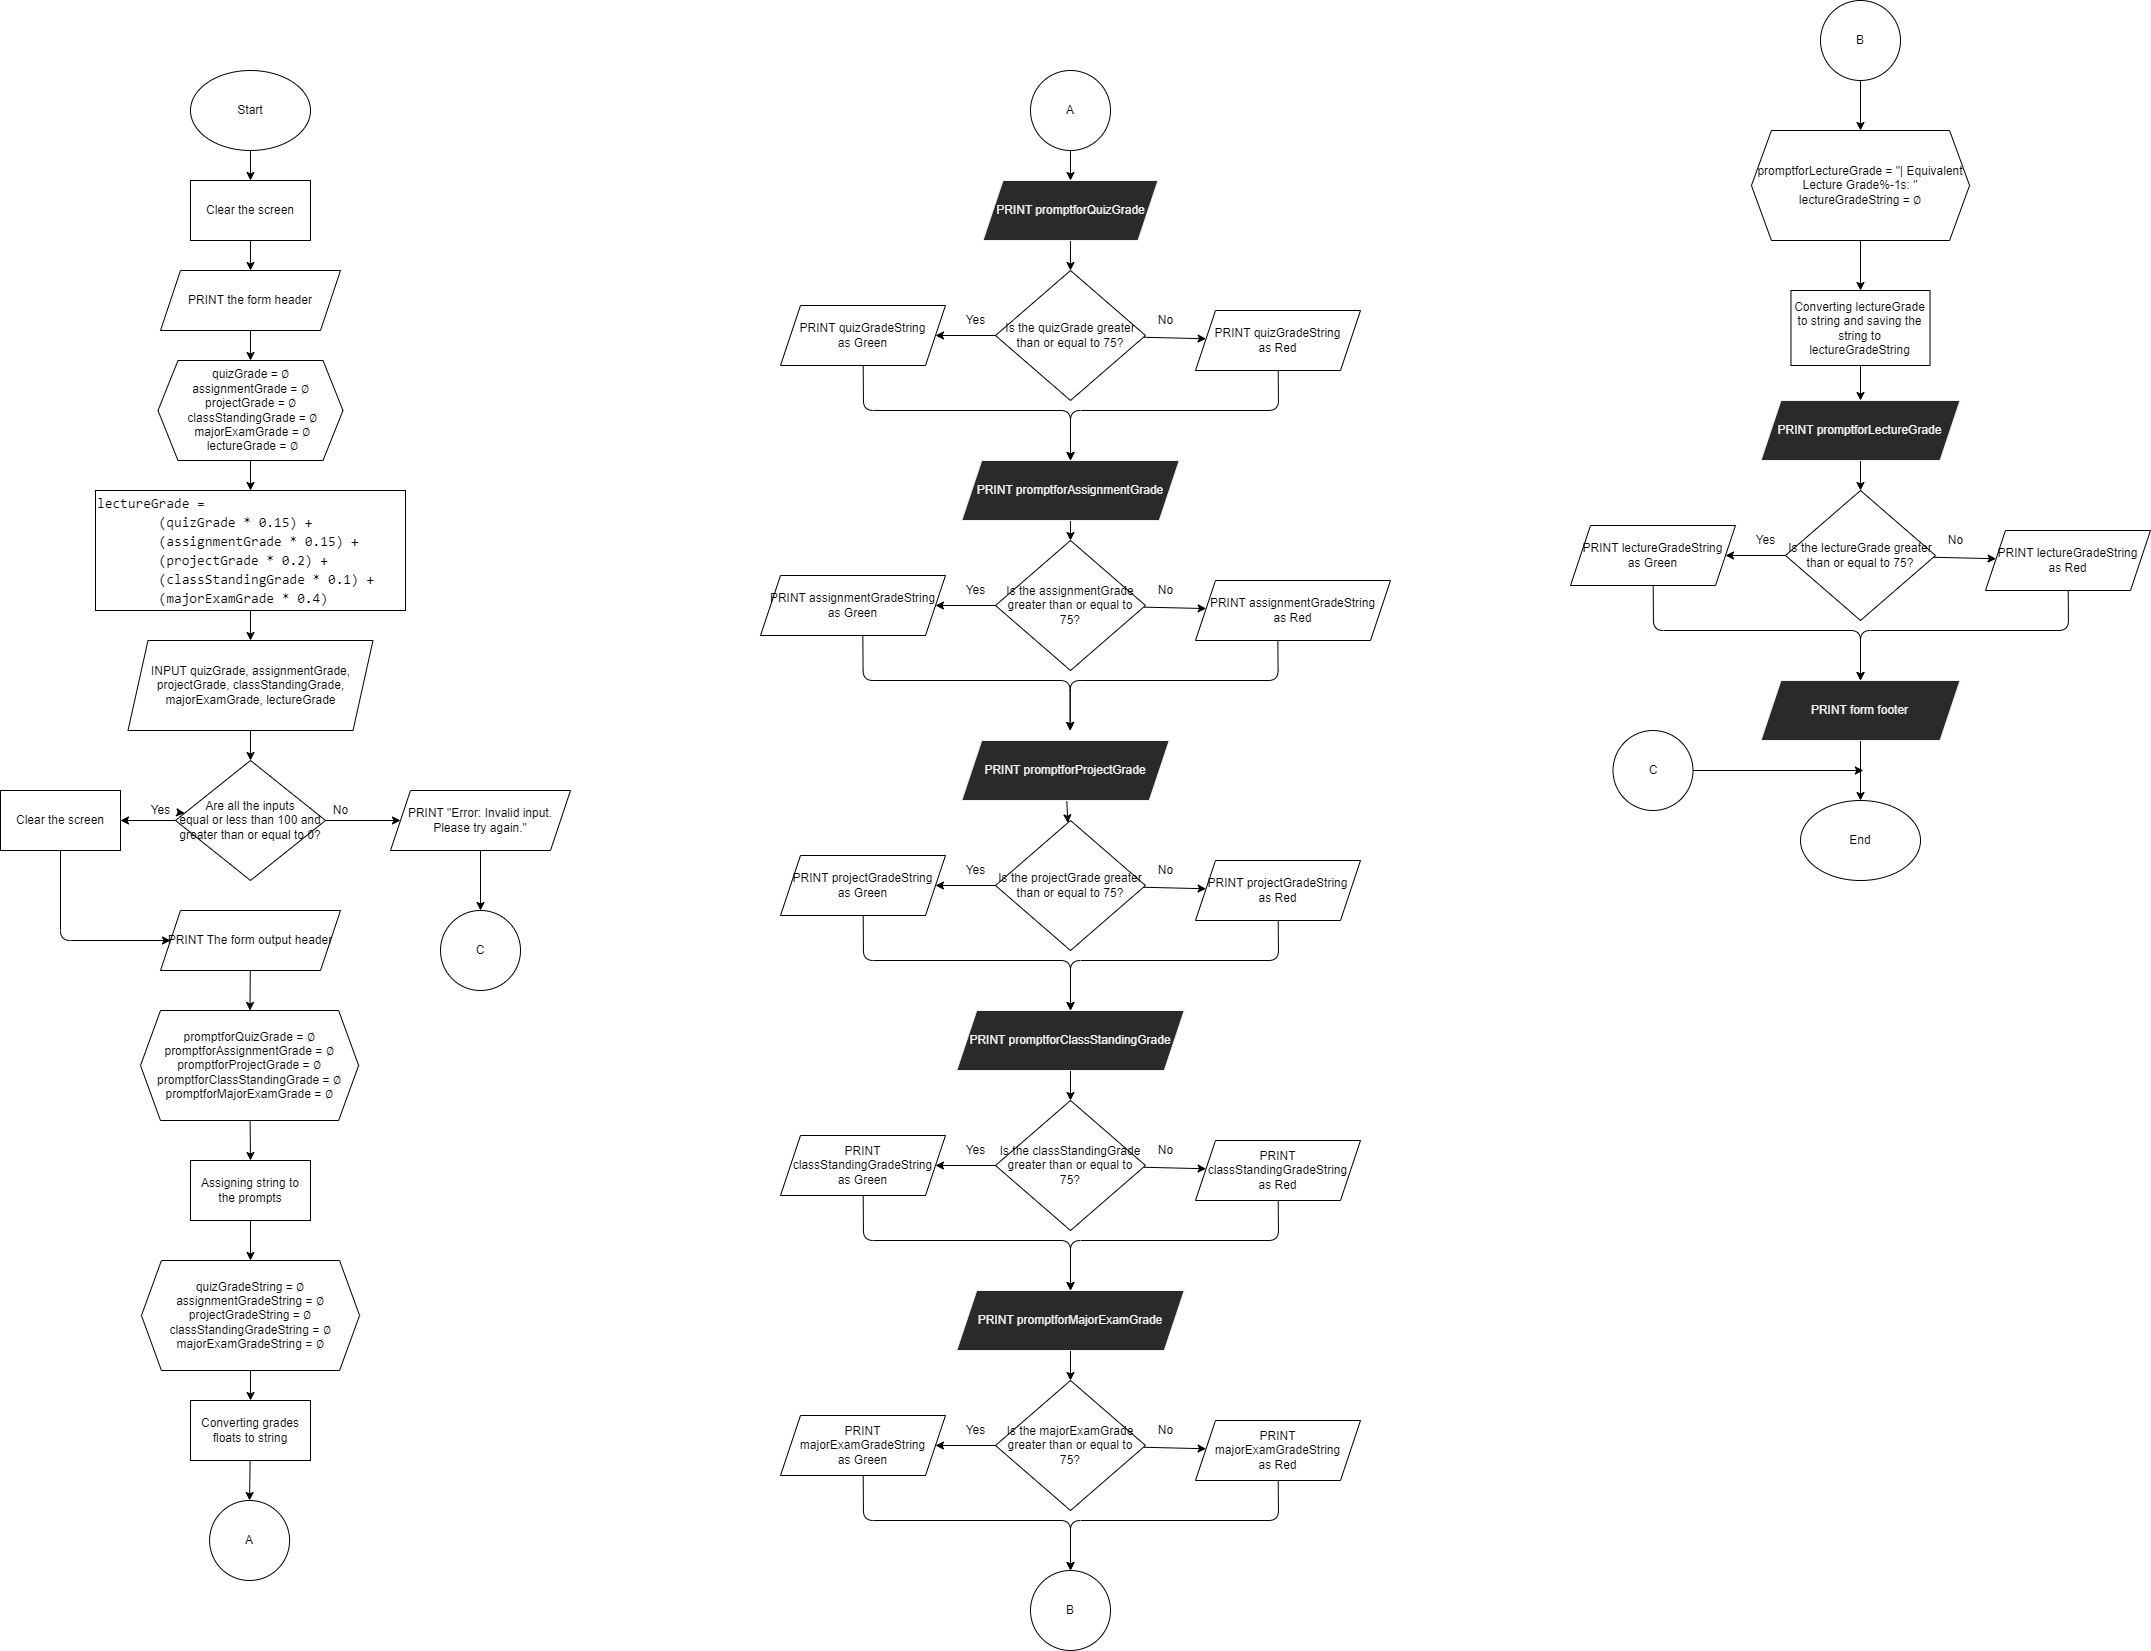 Start
Clear the screen
PRINT the form header
quizGrade = ∅
assignmentGrade = ∅
projectGrade = ∅
classStandingGrade = ∅
majorExamGrade = ∅
lectureGrade = ∅
lectureGrade =
(quizGrade * 0.15) +
(assignmentGrade * 0.15) +
(projectGrade * 0.2) +
(classStandingGrade * 0.1) +
(majorExamGrade * 0.4)
INPUT quizGrade, assignmentGrade,
projectGrade, classStandingGrade,
majorExamGrade, lectureGrade
Are all the inputs
equal or less than 100 and
greater than or equal to 0?
Yes
No
Clear the screen
PRINT "Error: Invalid input.
Please try again."
C
PRINT The form output header
promptforQuizGrade = ∅
promptforAssignmentGrade = ∅
promptforProjectGrade = ∅
promptforClassStandingGrade = ∅
promptforMajorExamGrade = ∅
Assigning string to
the prompts
quizGradeString = ∅
assignmentGradeString = ∅
projectGradeString = ∅
classStandingGradeString = ∅
majorExamGradeString = ∅
Converting grades
floats to string
A
A
PRINT promptforQuizGrade
Is the quizGrade greater
than or equal to 75?
Yes
No
PRINT quizGradeString
as Green
PRINT quizGradeString
as Red
PRINT promptforAssignmentGrade
Is the assignmentGrade
greater than or equal to
75?
Yes
No
PRINT assignmentGradeString
as Green
PRINT assignmentGradeString
as Red
PRINT promptforProjectGrade
Is the projectGrade greater
than or equal to 75?
Yes
No
PRINT projectGradeString
as Green
PRINT projectGradeString
as Red
PRINT promptforClassStandingGrade
Is the classStandingGrade
greater than or equal to
75?
Yes
No
PRINT
classStandingGradeString
as Green
PRINT
classStandingGradeString
as Red
PRINT promptforMajorExamGrade
Is the majorExamGrade
greater than or equal to
75?
Yes
No
PRINT
majorExamGradeString
as Green
PRINT
majorExamGradeString
as Red
B
B
promptforLectureGrade = "| Equivalent
Lecture Grade%-1s: "
lectureGradeString = ∅
Converting lectureGrade
to string and saving the
string to
lectureGradeString
PRINT promptforLectureGrade
Is the lectureGrade greater
than or equal to 75?
Yes
No
PRINT lectureGradeString
as Green
PRINT lectureGradeString
as Red
PRINT form footer
C
End